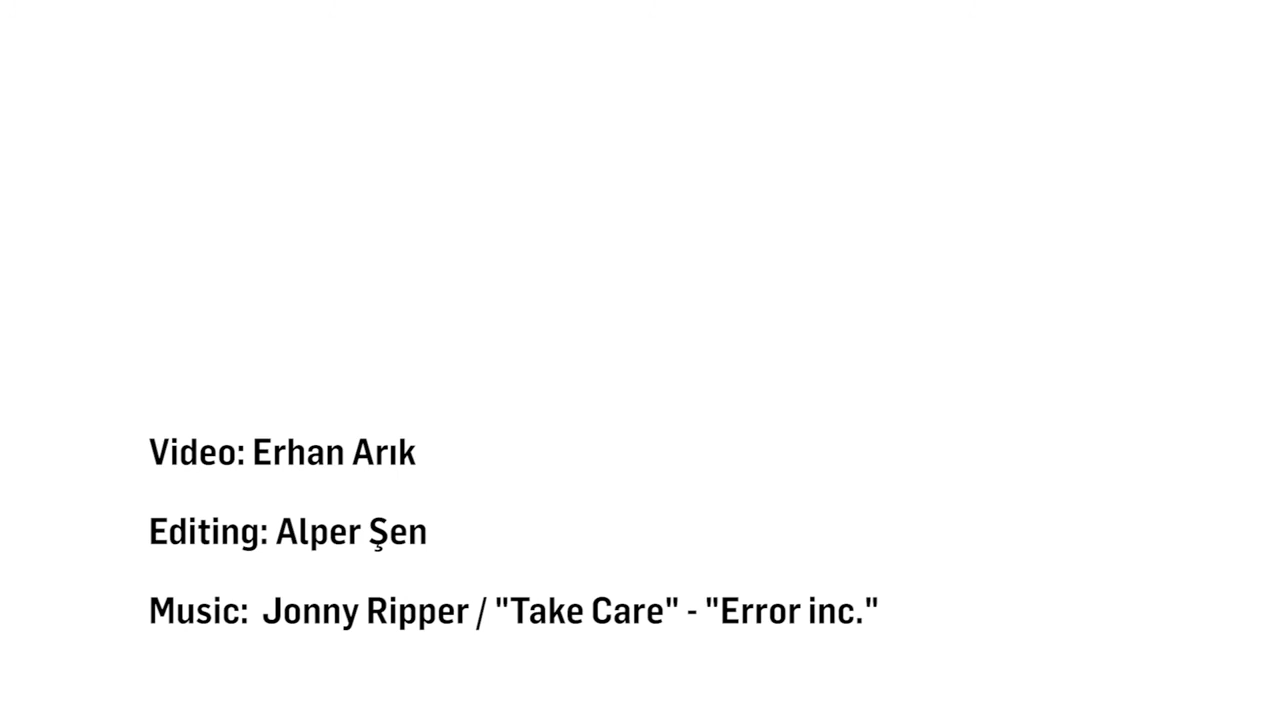 Video: Erhan Arık
Editing: Alper Şen
Music:  Jonny Ripper / "Take Care" - "Error inc."